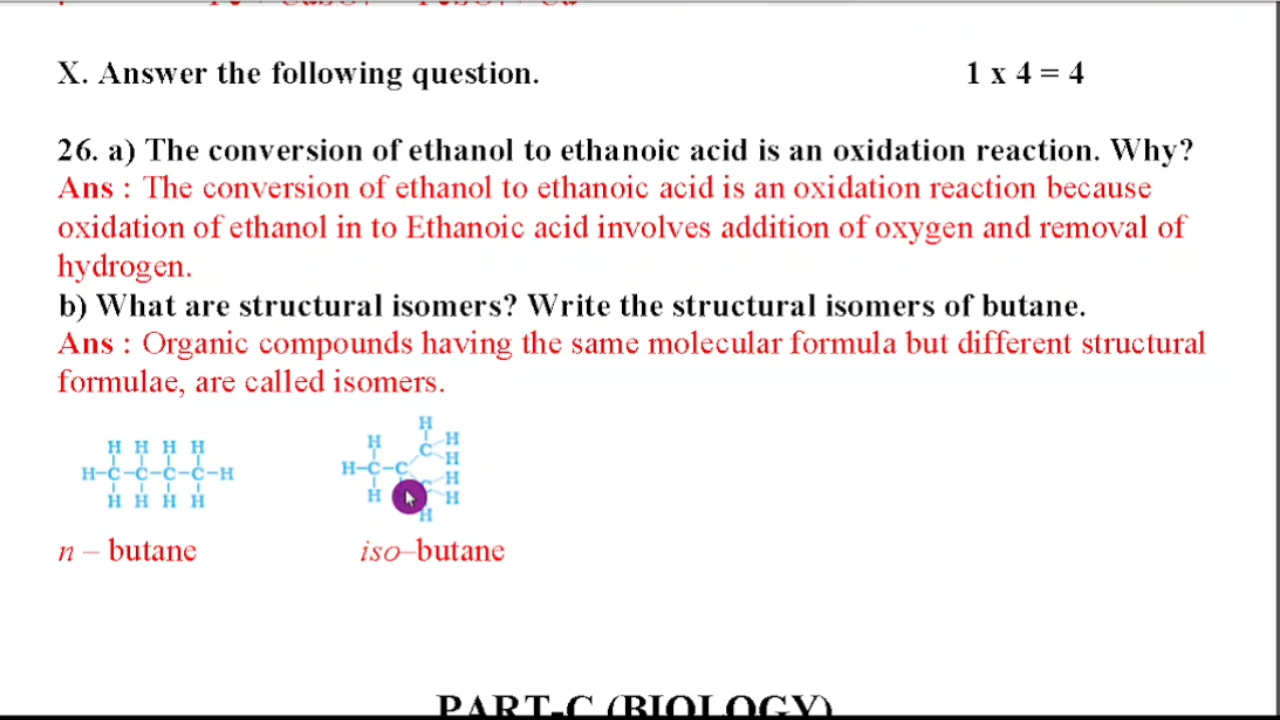 X. Answer the following question. 1 x 4 = 4
26. a) The conversion of ethanol to ethanoic acid is an oxidation reaction. Why?
Ans : The conversion of ethanol to ethanoic acid is an oxidation reaction because
oxidation of ethanol in to Ethanoic acid involves addition of oxygen and removal of
hydrogen.
b) What are structural isomers? Write the structural isomers of butane.
Ans : Organic compounds having the same molecular formula but different structural
formulae, are called isomers.
H H H H
H-C-C-C-C-H
H H H H
H
H H
C H
H-C-C
C H
H H
H
n – butane iso–butane
PART-C (BIOLOGY)